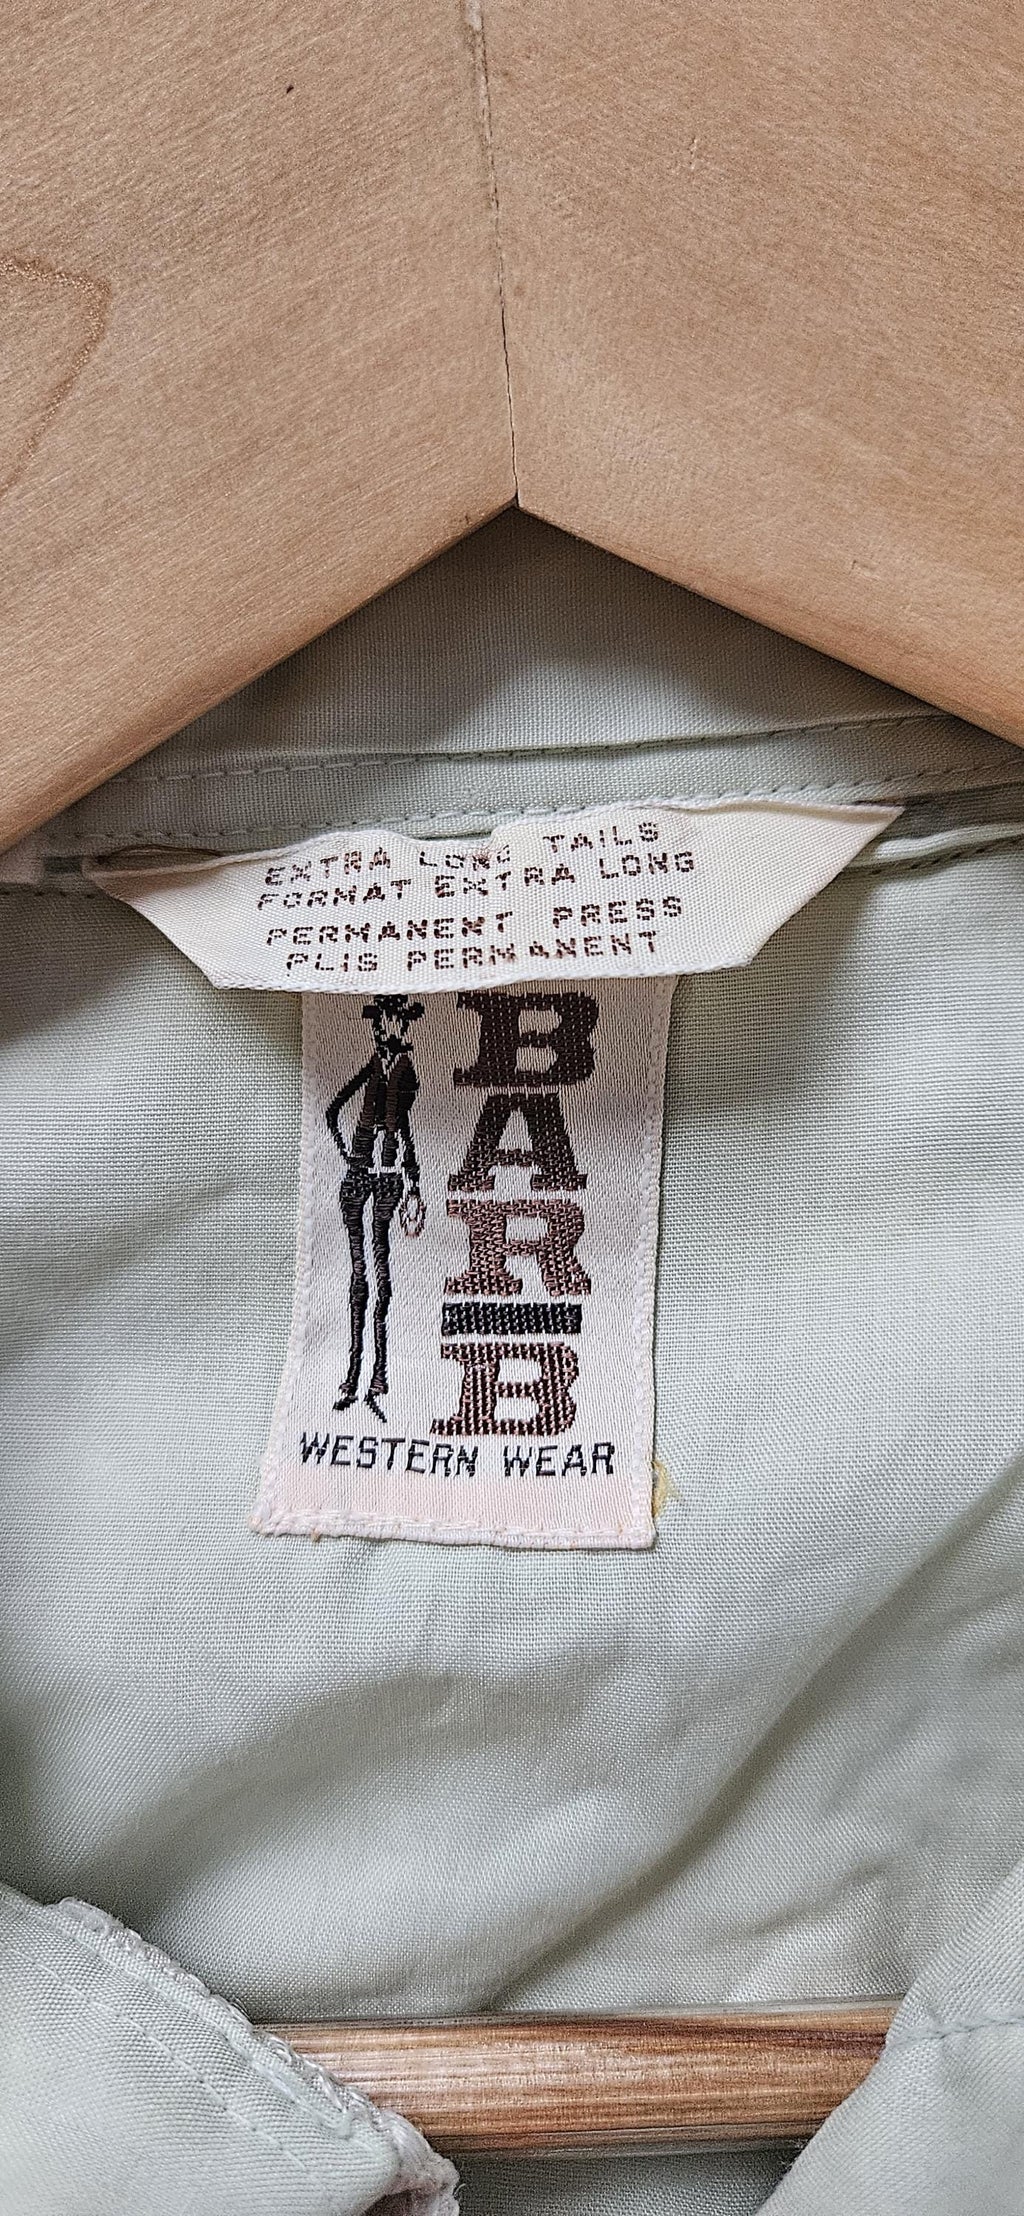 EXTRA LONG TAILS
FORMAT EXTRA LONG
PERMANENT PRESS
PLIS PERMANENT
BAR-B
WESTERN WEAR